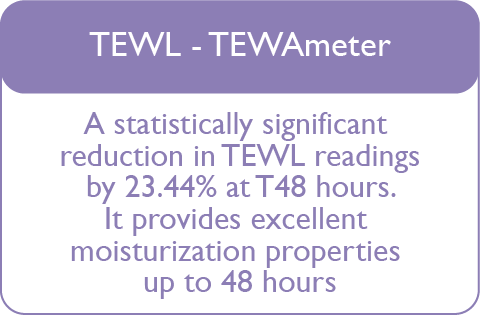 TEWL - TEWAmeter
A statistically significant
reduction in TEWL readings
by 23.44% at T48 hours.
It provides excellent
moisturization properties
up to 48 hours